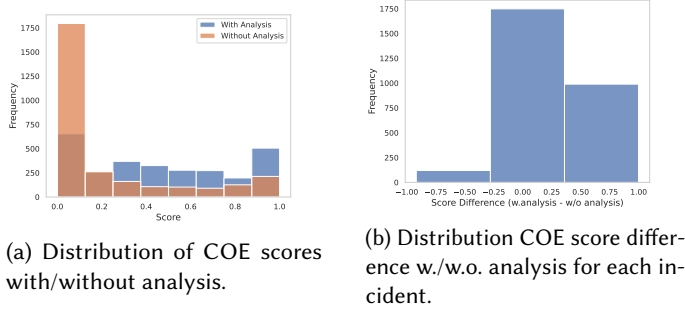 With Analysis
Without Analysis
1750
1500
1250
1000
750
500
250
0
Frequency
0.0 0.2 0.4 0.6 0.8 1.0
Score
(a) Distribution of COE scores
with/without analysis.
1750
1500
1250
1000
750
500
250
0
Frequency
−1.00 −0.75 −0.50 −0.25 0.00 0.25 0.50 0.75 1.00
Score Difference (w.analysis - w/o analysis)
(b) Distribution COE score differ-
ence w./w.o. analysis for each in-
cident.